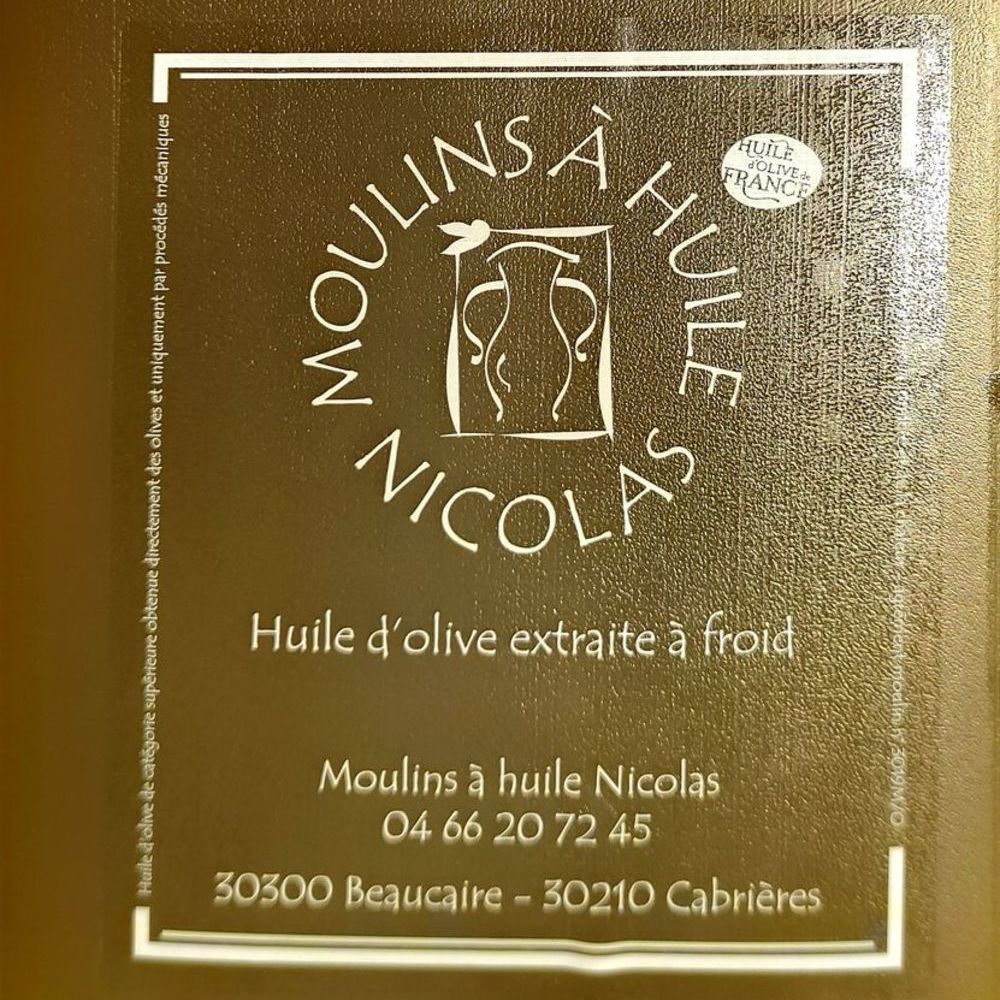 MOULINS À HUILE
NICOLAS
HUILE
d'OLIVE de
FRANCE
Huile d'olive extraite à froid
Moulins à huile Nicolas
04 66 20 72 45
30300 Beaucaire - 30210 Cabrières
Huile d'olive de catégorie supérieure obtenue directement des olives et uniquement par procédés mécaniques